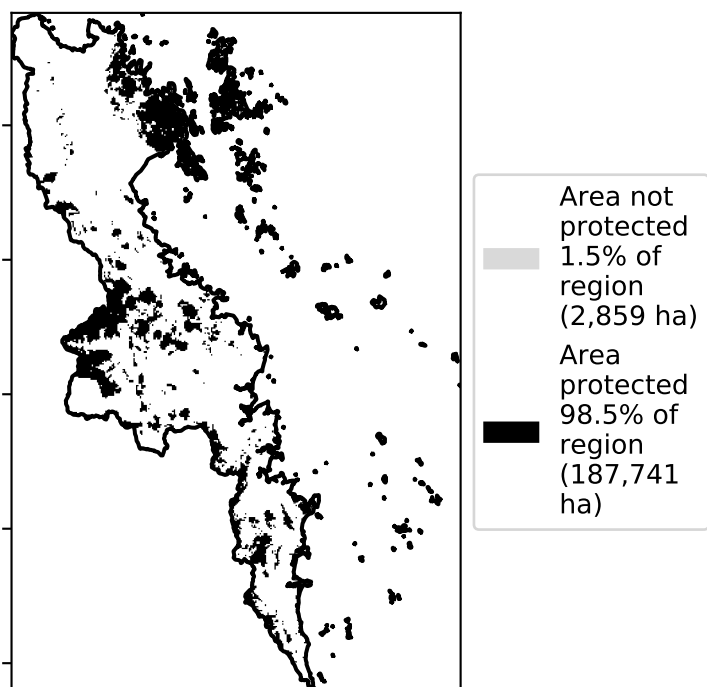 Area not
protected
1.5% of
region
(2,859 ha)
Area
protected
98.5% of
region
(187,741
ha)